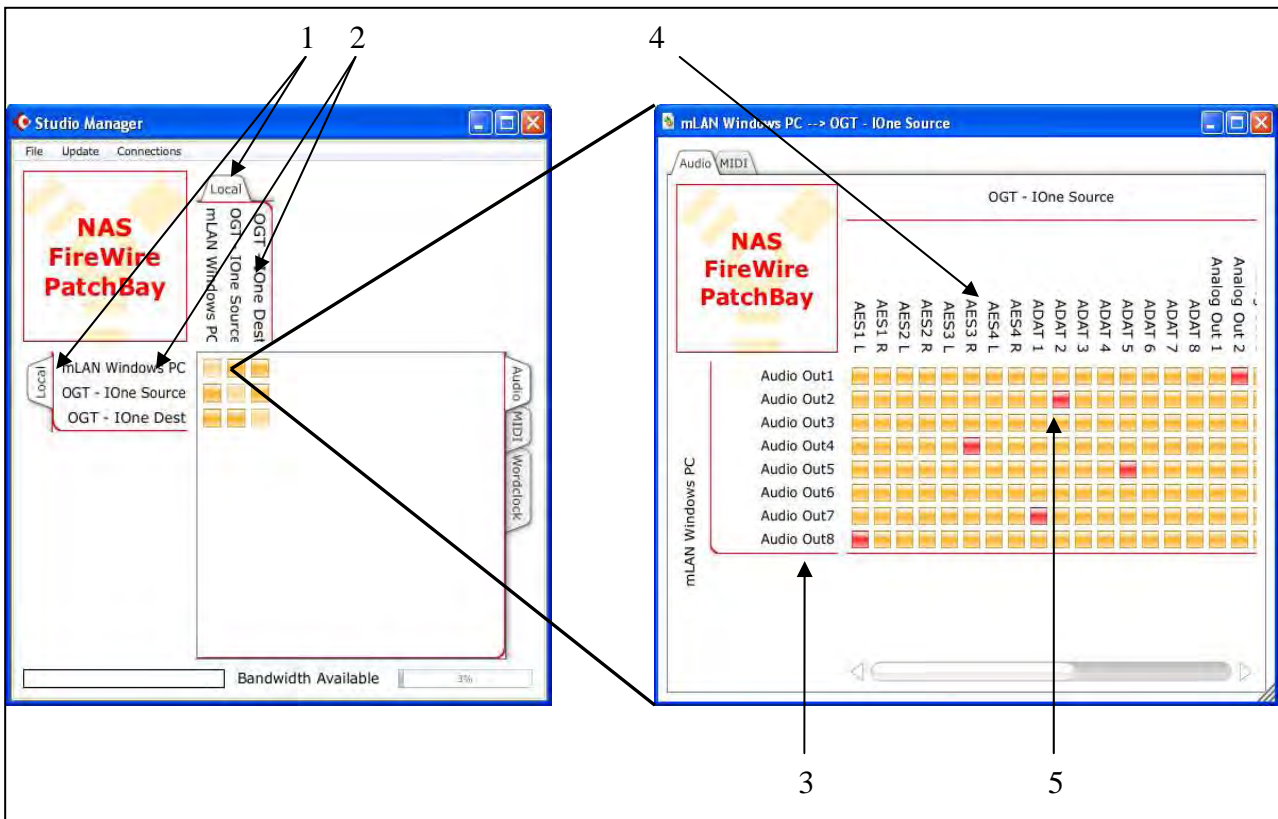 1 2 4
Studio Manager
File Update Connections
NAS
FireWire
PatchBay
Local
mLAN Windows PC
OGT - IOne Source
OGT - IOne Dest
Local
mLAN Windows PC
OGT - IOne Source
OGT - IOne Dest
Audio
MIDI
Wordclock
Bandwidth Available 3%
mLAN Windows PC --> OGT - IOne Source
Audio MIDI
NAS
FireWire
PatchBay
OGT - IOne Source
AES1 L
AES1 R
AES2 L
AES2 R
AES3 L
AES3 R
AES4 L
AES4 R
ADAT 1
ADAT 2
ADAT 3
ADAT 4
ADAT 5
ADAT 6
ADAT 7
ADAT 8
Analog Out 1
Analog Out 2
mLAN Windows PC
Audio Out1
Audio Out2
Audio Out3
Audio Out4
Audio Out5
Audio Out6
Audio Out7
Audio Out8
3 5